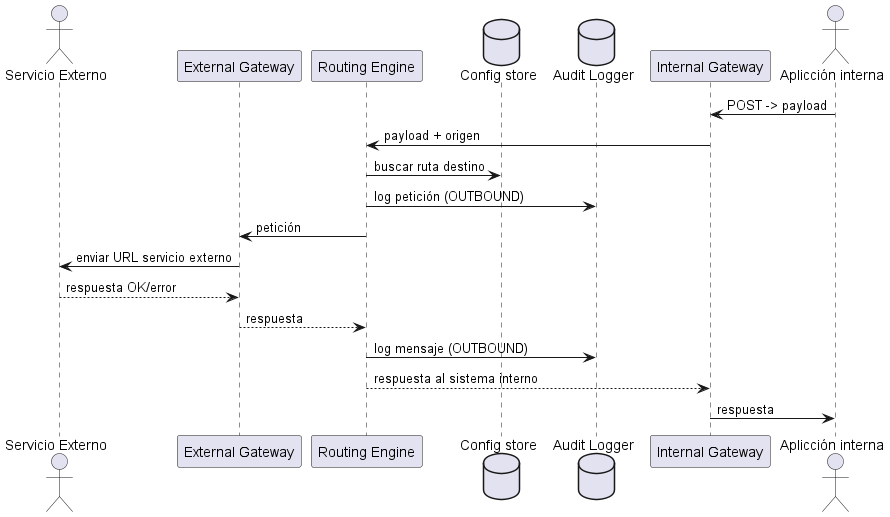 Servicio Externo
External Gateway
Routing Engine
Config store
Audit Logger
Internal Gateway
Aplicción interna
POST -> payload
payload + origen
buscar ruta destino
log petición (OUTBOUND)
petición
enviar URL servicio externo
respuesta OK/error
respuesta
log mensaje (OUTBOUND)
respuesta al sistema interno
respuesta
Servicio Externo
External Gateway
Routing Engine
Config store
Audit Logger
Internal Gateway
Aplicción interna